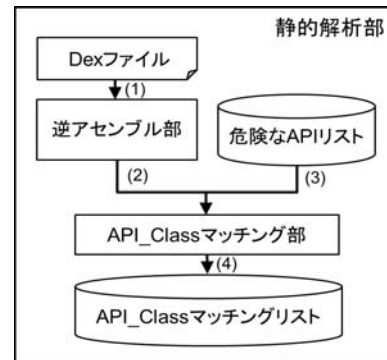 静的解析部
Dexファイル
(1)
逆アセンブル部
危険なAPIリスト
(2)
(3)
API_Classマッチング部
(4)
API_Classマッチングリスト